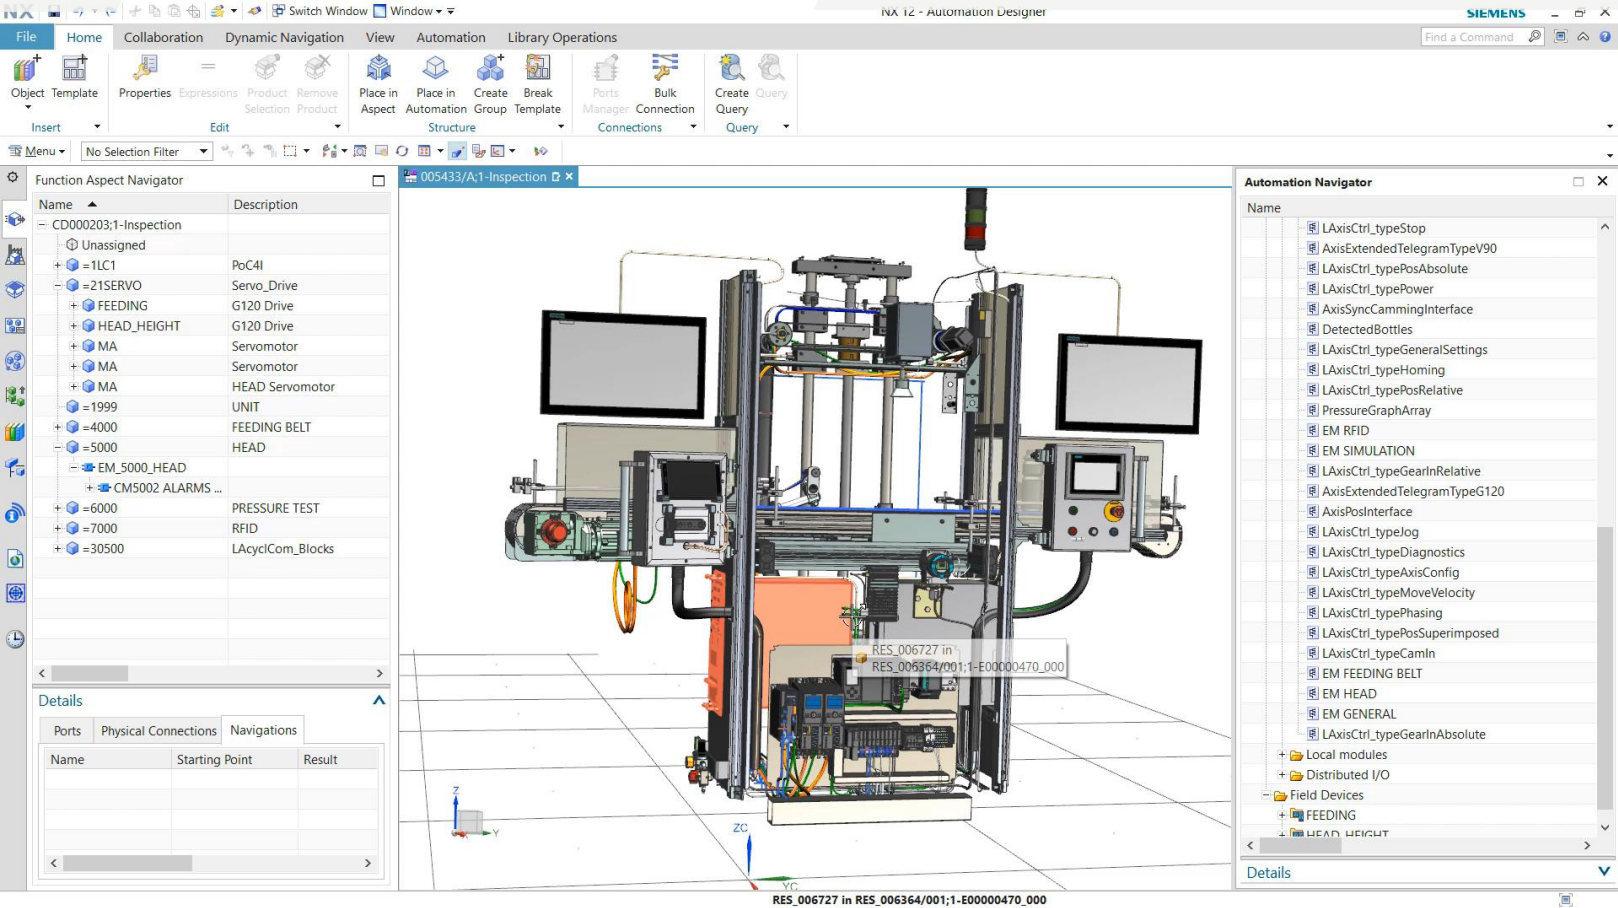 NX
Switch Window Window
NX 12 - Automation Designer
SIEMENS
File Home Collaboration Dynamic Navigation View Automation Library Operations
Find a Command
Object Template Properties Expressions Product Selection Remove Product Place in Aspect Place in Automation Create Group Break Template Ports Manager Bulk Connection Create Query Query
Insert Edit Structure Connections Query
Menu No Selection Filter
Function Aspect Navigator
Name Description
CD000203;1-Inspection
Unassigned
=1LC1 PoC4I
=21SERVO Servo_Drive
FEEDING G120 Drive
HEAD_HEIGHT G120 Drive
MA Servomotor
MA Servomotor
MA HEAD Servomotor
=1999 UNIT
=4000 FEEDING BELT
=5000 HEAD
EM_5000_HEAD
CM5002 ALARMS ...
=6000 PRESSURE TEST
=7000 RFID
=30500 LAcyclCom_Blocks
Details
Ports Physical Connections Navigations
Name Starting Point Result
005433/A;1-Inspection
RES_006727 in
RES_006364/001;1-E00000470_000
Z
Y
ZC
YC
Automation Navigator
Name
LAxisCtrl_typeStop
AxisExtendedTelegramTypeV90
LAxisCtrl_typePosAbsolute
LAxisCtrl_typePower
AxisSyncCammingInterface
DetectedBottles
LAxisCtrl_typeGeneralSettings
LAxisCtrl_typeHoming
LAxisCtrl_typePosRelative
PressureGraphArray
EM RFID
EM SIMULATION
LAxisCtrl_typeGearInRelative
AxisExtendedTelegramTypeG120
AxisPosInterface
LAxisCtrl_typeJog
LAxisCtrl_typeDiagnostics
LAxisCtrl_typeAxisConfig
LAxisCtrl_typeMoveVelocity
LAxisCtrl_typePhasing
LAxisCtrl_typePosSuperimposed
LAxisCtrl_typeCamIn
EM FEEDING BELT
EM HEAD
EM GENERAL
LAxisCtrl_typeGearInAbsolute
Local modules
Distributed I/O
Field Devices
FEEDING
HEAD_HEIGHT
Details
RES_006727 in RES_006364/001;1-E00000470_000